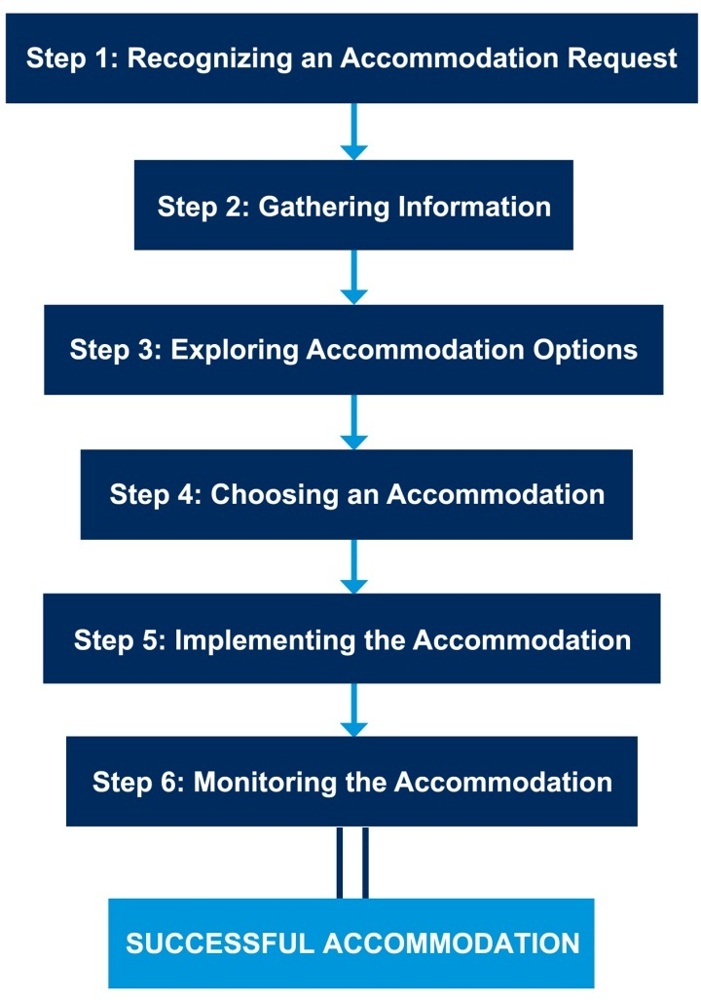 Step 1: Recognizing an Accommodation Request
Step 2: Gathering Information
Step 3: Exploring Accommodation Options
Step 4: Choosing an Accommodation
Step 5: Implementing the Accommodation
Step 6: Monitoring the Accommodation
SUCCESSFUL ACCOMMODATION